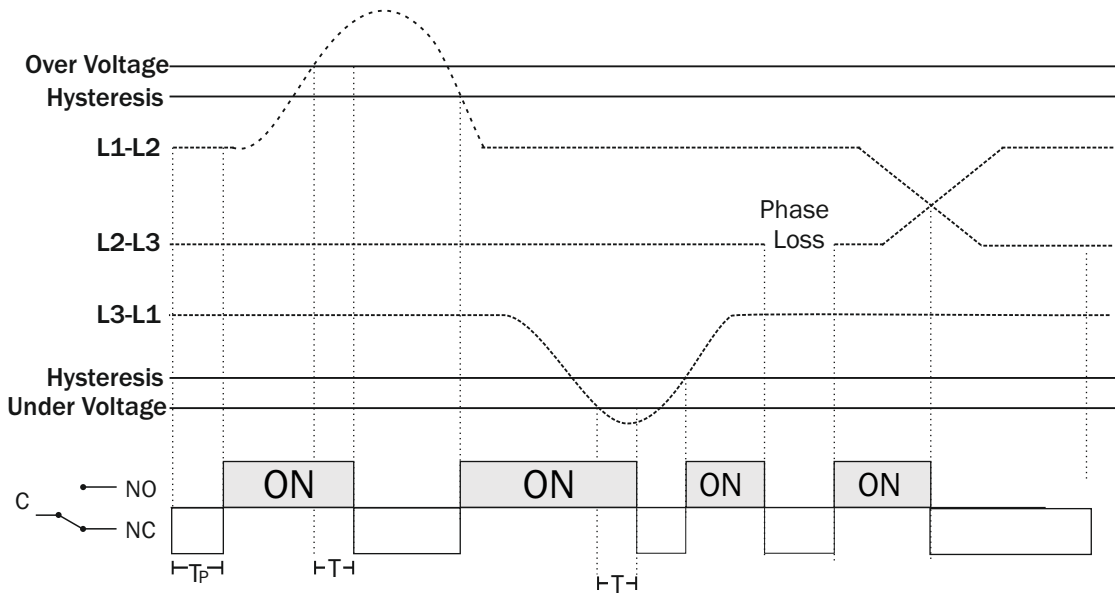 Over Voltage
Hysteresis
L1-L2
Phase
Loss
L2-L3
L3-L1
Hysteresis
Under Voltage
ON
ON
ON
ON
NO
C
NC
TP
T
T